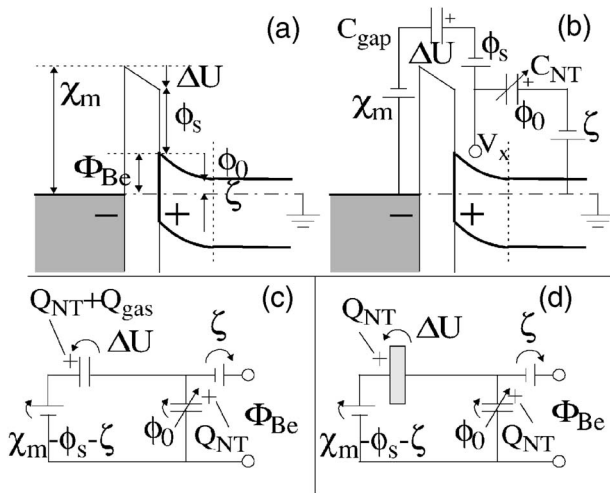 (a)
χm
ΔU
ϕs
ΦBe
ϕ0
ζ
−
+
(b)
Cgap
+
ΔU
ϕs
CNT
+
χm
ϕ0
ζ
Vx
−
+
(c)
QNT+Qgas
+
ΔU
ζ
+
χm-ϕs-ζ
ϕ0
QNT
ΦBe
(d)
QNT
+
ΔU
ζ
+
χm-ϕs-ζ
ϕ0
QNT
ΦBe